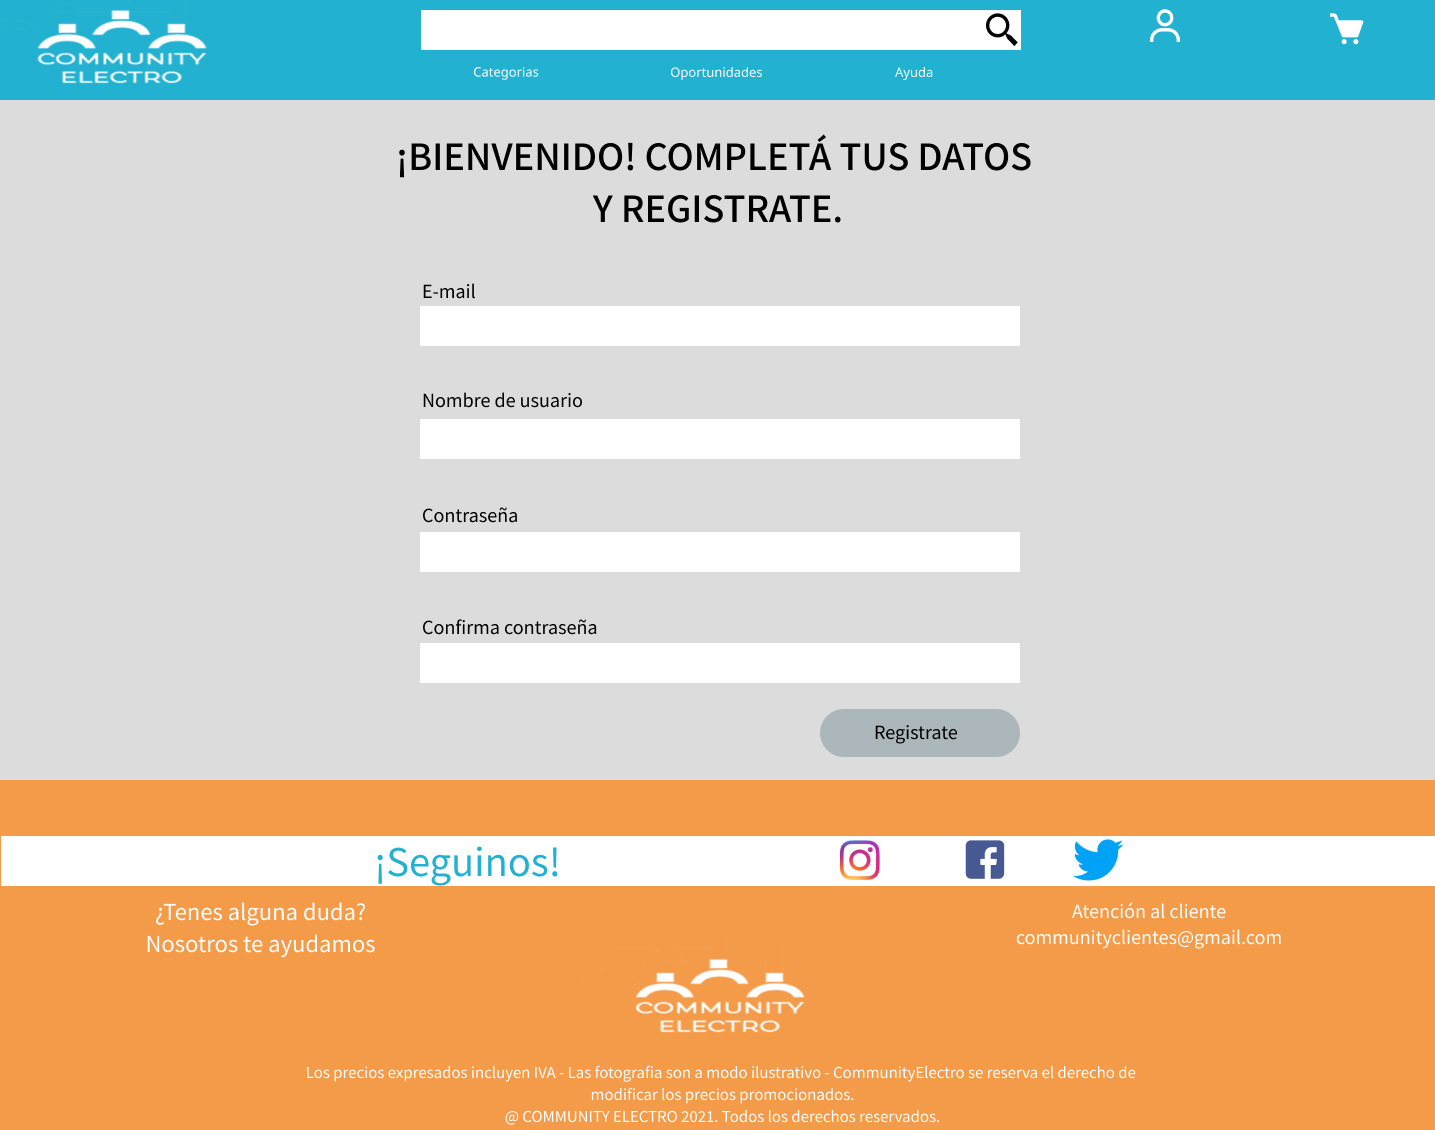 COMMUNITY
ELECTRO
Categorias
Oportunidades
Ayuda
¡BIENVENIDO! COMPLETÁ TUS DATOS
Y REGISTRATE.
E-mail
Nombre de usuario
Contraseña
Confirma contraseña
Registrate
¡Seguinos!
¿Tenes alguna duda?
Nosotros te ayudamos
Atención al cliente
communityclientes@gmail.com
COMMUNITY
ELECTRO
Los precios expresados incluyen IVA - Las fotografia son a modo ilustrativo - CommunityElectro se reserva el derecho de
modificar los precios promocionados.
@ COMMUNITY ELECTRO 2021. Todos los derechos reservados.